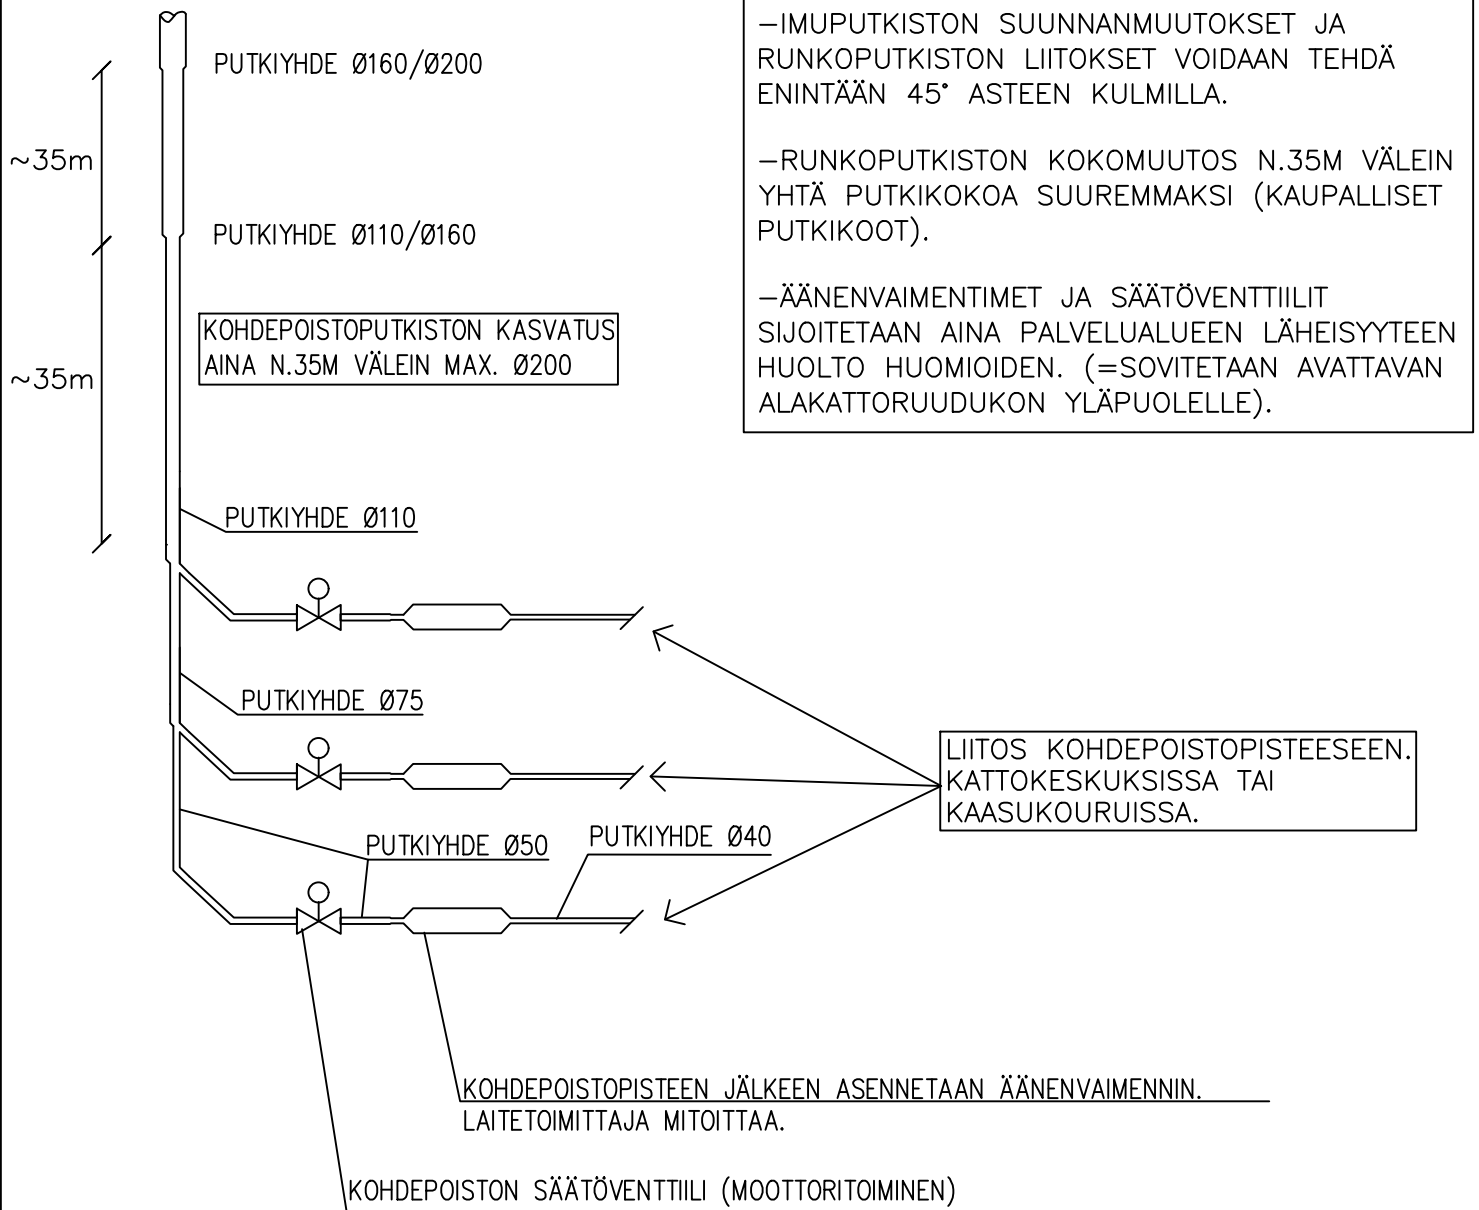 PUTKIYHDE Ø160/Ø200
~35m
PUTKIYHDE Ø110/Ø160
KOHDEPOISTOPUTKISTON KASVATUS
AINA N.35M VÄLEIN MAX. Ø200
~35m
–IMUPUTKISTON SUUNNANMUUTOKSET JA
RUNKOPUTKISTON LIITOKSET VOIDAAN TEHDÄ
ENINTÄÄN 45° ASTEEN KULMILLA.
–RUNKOPUTKISTON KOKOMUUTOS N.35M VÄLEIN
YHTÄ PUTKIKOKOA SUUREMMAKSI (KAUPALLISET
PUTKIKOOT).
–ÄÄNENVAIMENTIMET JA SÄÄTÖVENTTIILIT
SIJOITETAAN AINA PALVELUALUEEN LÄHEISYYTEEN
HUOLTO HUOMIOIDEN. (=SOVITETAAN AVATTAVAN
ALAKATTORUUDUKON YLÄPUOLELLE).
PUTKIYHDE Ø110
PUTKIYHDE Ø75
LIITOS KOHDEPOISTOPISTEESEEN.
KATTOKESKUKSISSA TAI
KAASUKOURUISSA.
PUTKIYHDE Ø50
PUTKIYHDE Ø40
KOHDEPOISTOPISTEEN JÄLKEEN ASENNETAAN ÄÄNENVAIMENNIN.
LAITETOIMITTAJA MITOITTAA.
KOHDEPOISTON SÄÄTÖVENTTIILI (MOOTTORITOIMINEN)